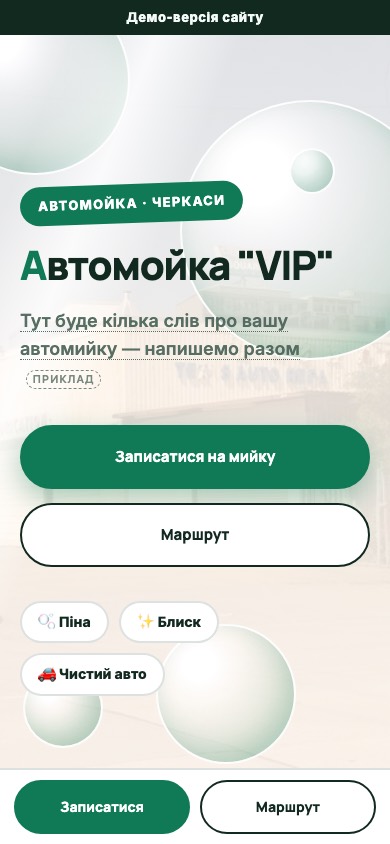 Демо-версія сайту
АВТОМОЙКА · ЧЕРКАСИ
Автомойка "VIP"
Тут буде кілька слів про вашу
автомийку — напишемо разом
ПРИКЛАД
Записатися на мийку
Маршрут
🫧 Піна
✨ Блиск
🚗 Чистий авто
Записатися
Маршрут